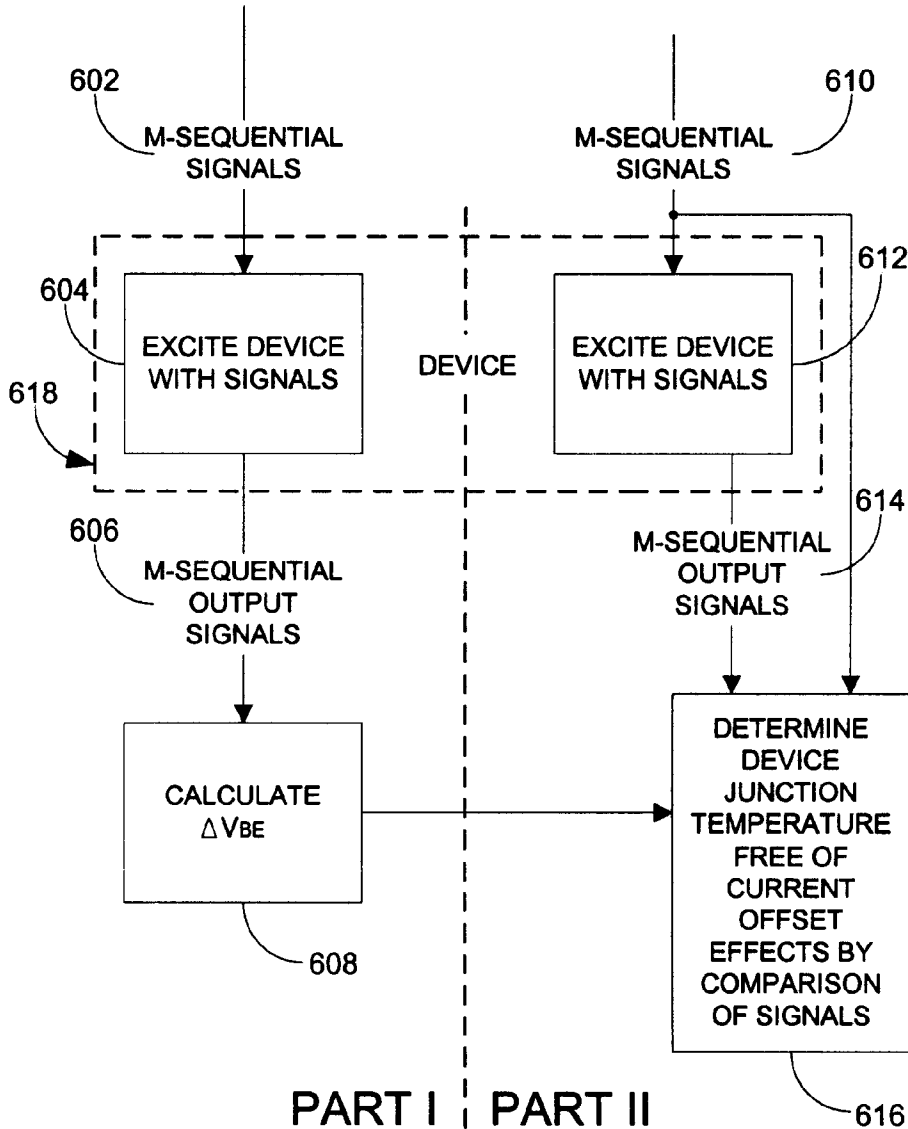 602
610
M-SEQUENTIAL
SIGNALS
M-SEQUENTIAL
SIGNALS
604
612
EXCITE DEVICE
WITH SIGNALS
DEVICE
EXCITE DEVICE
WITH SIGNALS
618
606
614
M-SEQUENTIAL
OUTPUT
SIGNALS
M-SEQUENTIAL
OUTPUT
SIGNALS
CALCULATE
ΔVBE
608
DETERMINE
DEVICE
JUNCTION
TEMPERATURE
FREE OF
CURRENT
OFFSET
EFFECTS BY
COMPARISON
OF SIGNALS
616
PART I
PART II